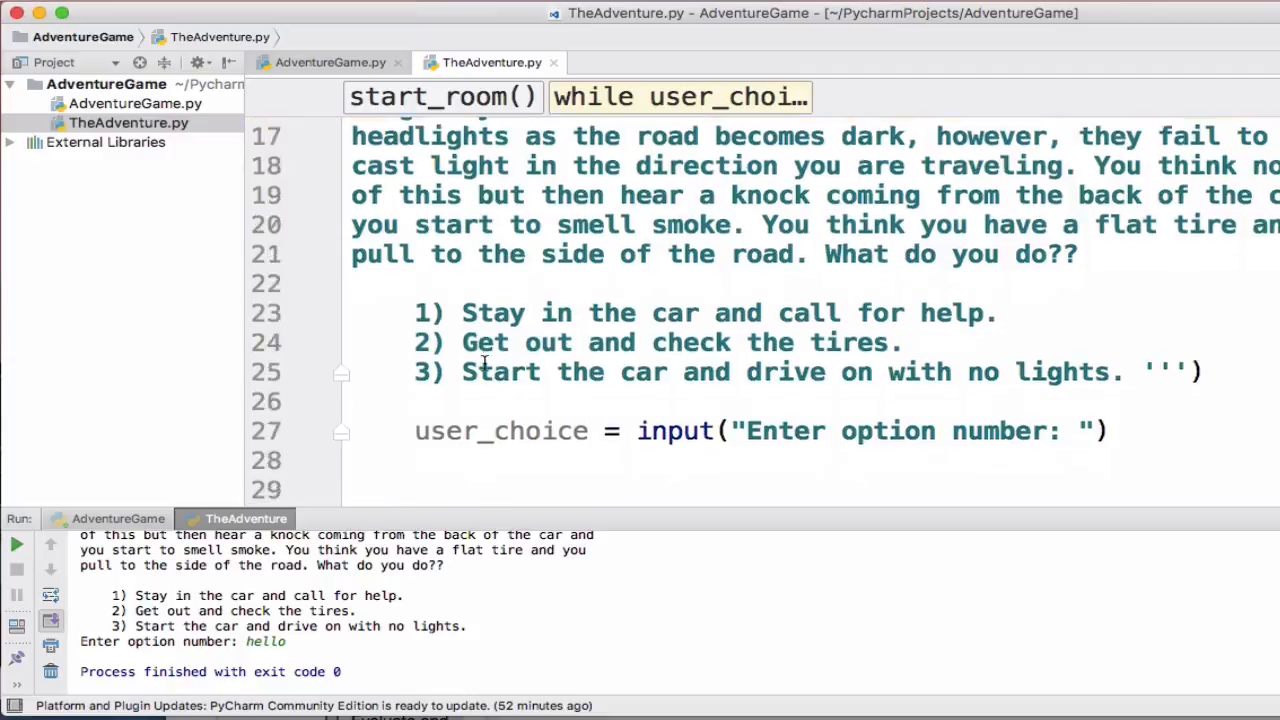 TheAdventure.py - AdventureGame - [~/PycharmProjects/AdventureGame]
AdventureGame TheAdventure.py
Project AdventureGame.py TheAdventure.py
AdventureGame ~/Pycharm
AdventureGame.py
TheAdventure.py
External Libraries
start_room() while user_choi…
17 headlights as the road becomes dark, however, they fail to
18 cast light in the direction you are traveling. You think no
19 of this but then hear a knock coming from the back of the c
20 you start to smell smoke. You think you have a flat tire an
21 pull to the side of the road. What do you do??
22
23 1) Stay in the car and call for help.
24 2) Get out and check the tires.
25 3) Start the car and drive on with no lights. ''')
26
27 user_choice = input("Enter option number: ")
28
29
Run: AdventureGame TheAdventure
of this but then hear a knock coming from the back of the car and
you start to smell smoke. You think you have a flat tire and you
pull to the side of the road. What do you do??
1) Stay in the car and call for help.
2) Get out and check the tires.
3) Start the car and drive on with no lights.
Enter option number: hello
Process finished with exit code 0
Platform and Plugin Updates: PyCharm Community Edition is ready to update. (52 minutes ago)